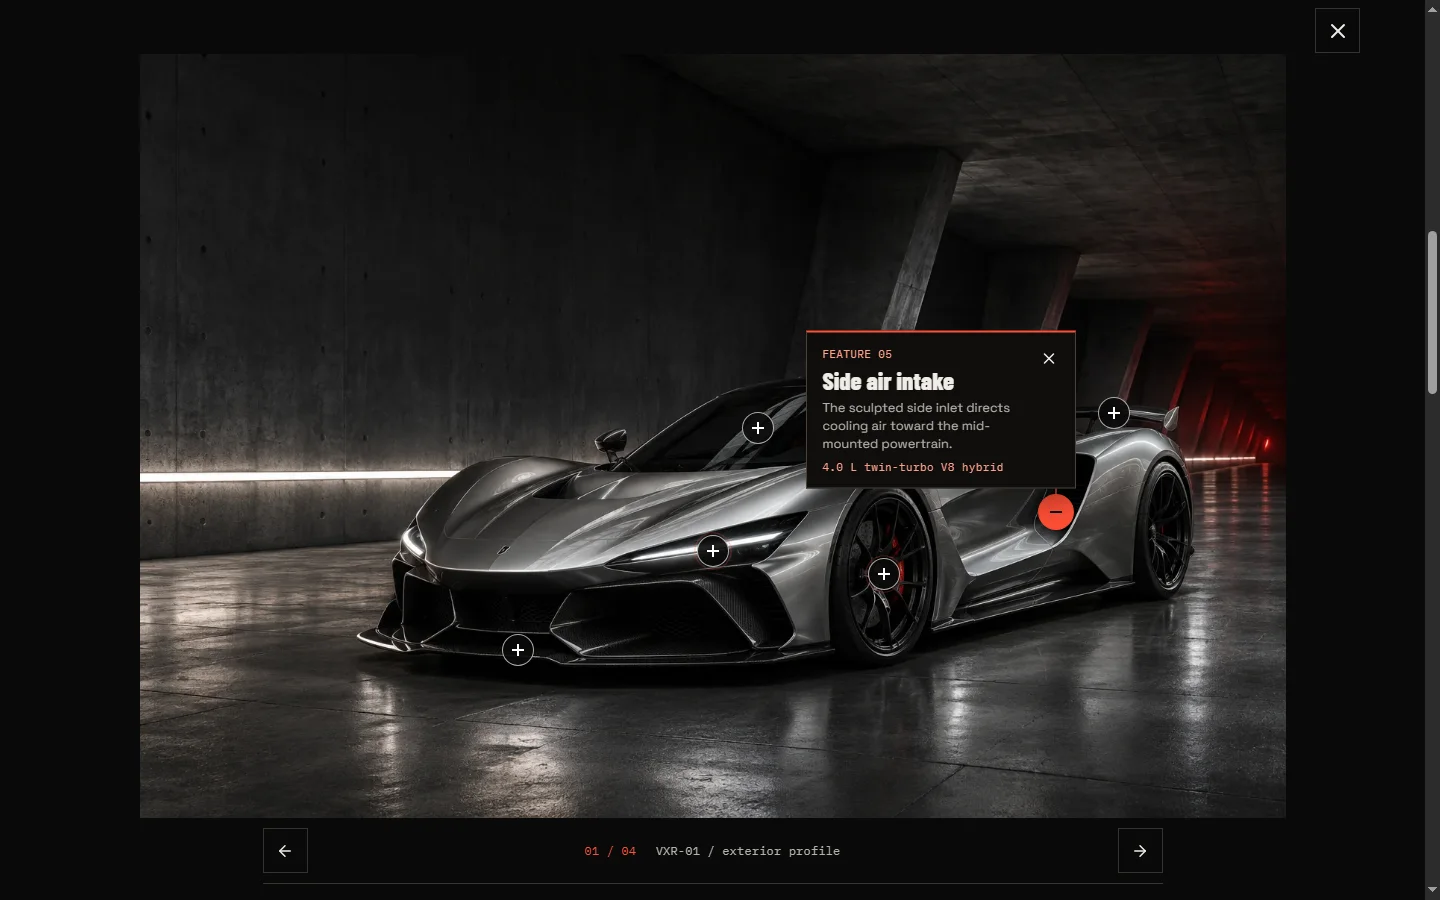 FEATURE 05
Side air intake
The sculpted side inlet directs
cooling air toward the mid-
mounted powertrain.
4.0 L twin-turbo V8 hybrid
01 / 04 VXR-01 / exterior profile